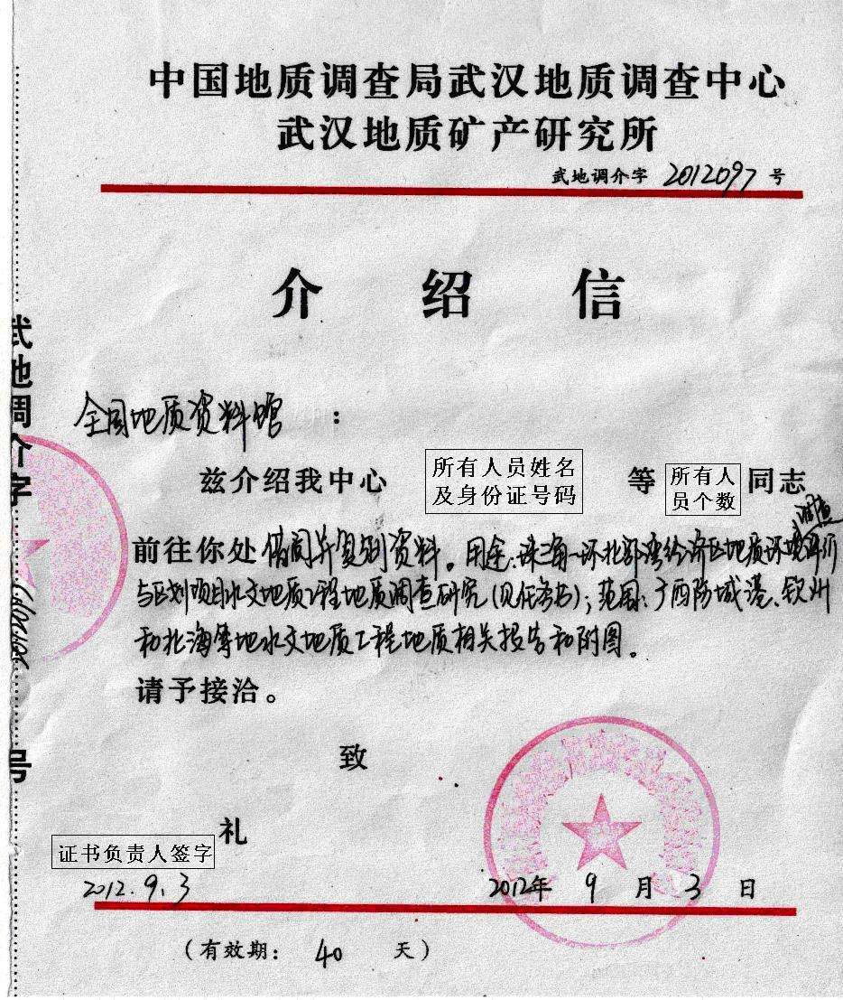 中国地质调查局武汉地质调查中心
武汉地质矿产研究所
武地调介字 2012097 号
介绍信
全国地质资料馆：
兹介绍我中心 所有人员姓名及身份证号码 等 所有人员个数 同志
前往你处借阅并复制资料。用途：珠海-环北部湾经济区地质环境调查评价
与区划项目水文地质工程地质调查研究（见任务书）；范围：广西防城港、钦州
和北海等地水文地质工程地质相关报告和附图。
请予接洽。
致
礼
证书负责人签字
2012.9.3
2012年 9 月 3 日
（有效期： 40 天）
武地调介字
2012097
号